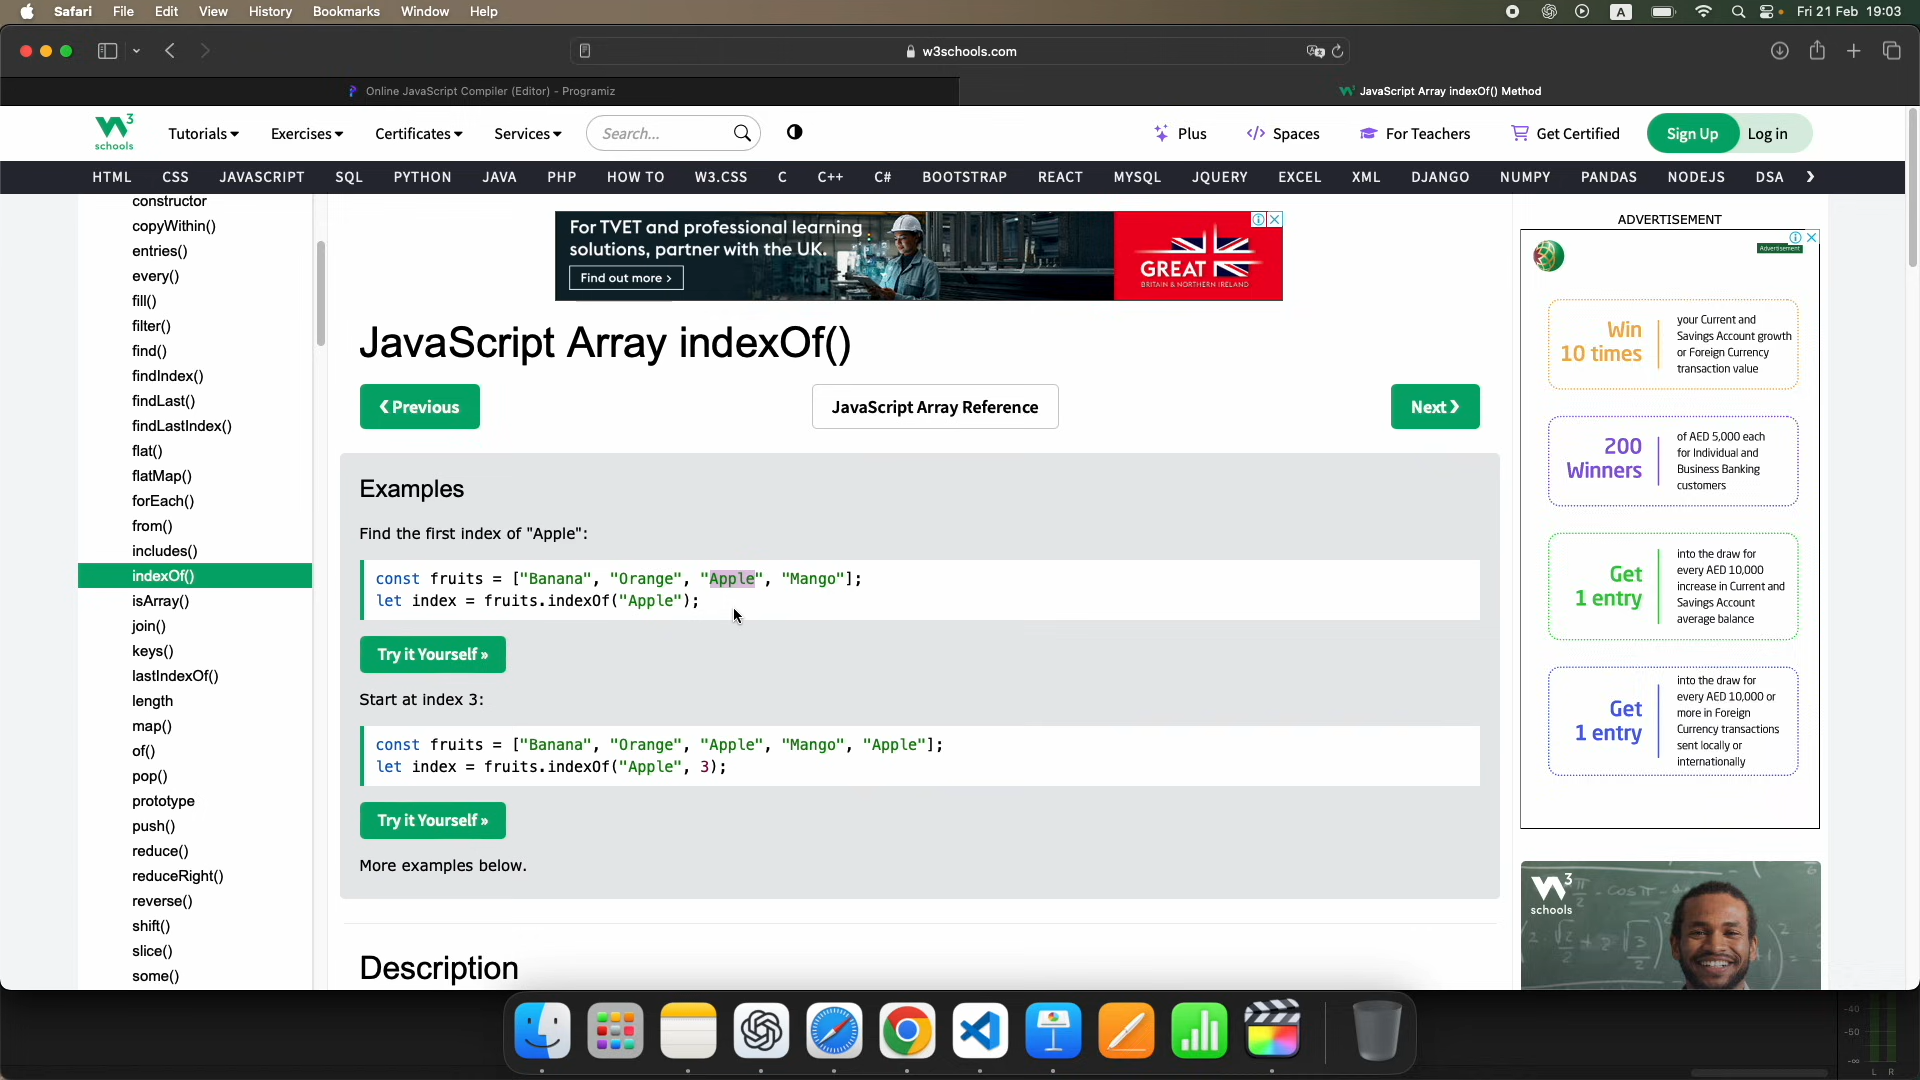 Safari File Edit View History Bookmarks Window Help
A
Fri 21 Feb 19:03
w3schools.com
Online JavaScript Compiler (Editor) - Programiz
JavaScript Array indexOf() Method
W3 schools
Tutorials
Exercises
Certificates
Services
Search...
Plus
Spaces
For Teachers
Get Certified
Sign Up
Log in
HTML CSS JAVASCRIPT SQL PYTHON JAVA PHP HOW TO W3.CSS C C++ C# BOOTSTRAP REACT MYSQL JQUERY EXCEL XML DJANGO NUMPY PANDAS NODEJS DSA
constructor
copyWithin()
entries()
every()
fill()
filter()
find()
findIndex()
findLast()
findLastIndex()
flat()
flatMap()
forEach()
from()
includes()
indexOf()
isArray()
join()
keys()
lastIndexOf()
length
map()
of()
pop()
prototype
push()
reduce()
reduceRight()
reverse()
shift()
slice()
some()
For TVET and professional learning
solutions, partner with the UK.
Find out more >
GREAT
BRITAIN & NORTHERN IRELAND
JavaScript Array indexOf()
❮ Previous
JavaScript Array Reference
Next ❯
Examples
Find the first index of "Apple":
const fruits = ["Banana", "Orange", "Apple", "Mango"];
let index = fruits.indexOf("Apple");
Try it Yourself »
Start at index 3:
const fruits = ["Banana", "Orange", "Apple", "Mango", "Apple"];
let index = fruits.indexOf("Apple", 3);
Try it Yourself »
More examples below.
Description
ADVERTISEMENT
Advertisement
Win
10 times
your Current and
Savings Account growth
or Foreign Currency
transaction value
200
Winners
of AED 5,000 each
for Individual and
Business Banking
customers
Get
1 entry
into the draw for
every AED 10,000
increase in Current and
Savings Account
average balance
Get
1 entry
into the draw for
every AED 10,000 or
more in Foreign
Currency transactions
sent locally or
internationally
W3 schools
-40
-50
L R